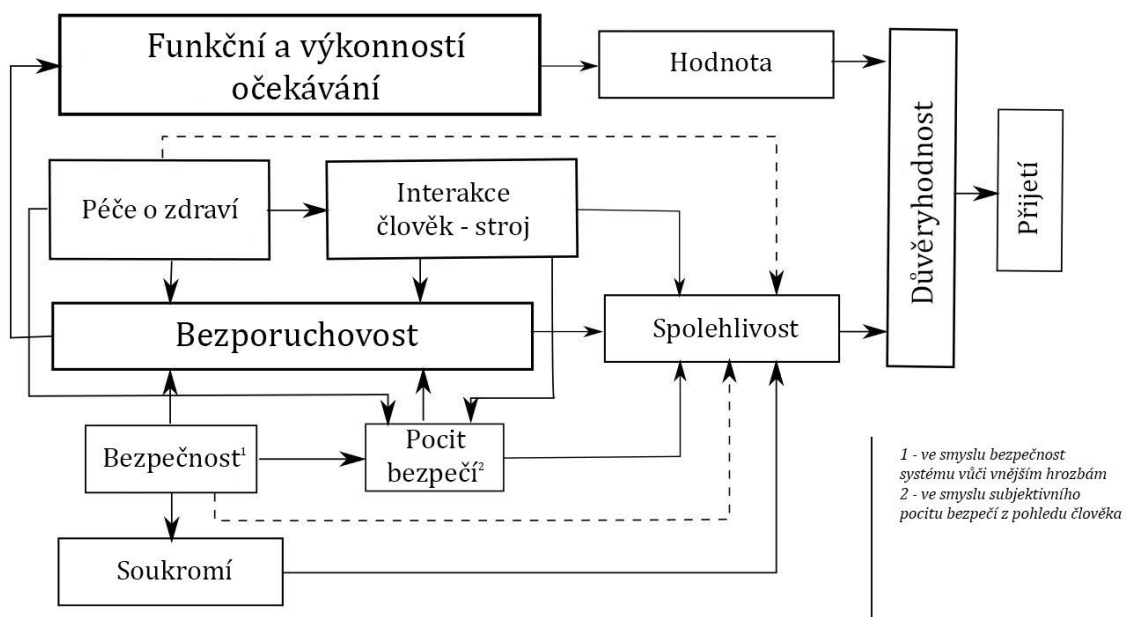 Funkční a výkonností
očekávání
Hodnota
Důvěryhodnost
Přijetí
Péče o zdraví
Interakce
člověk - stroj
Bezporuchovost
Spolehlivost
Bezpečnost¹
Pocit
bezpečí²
Soukromí
1 - ve smyslu bezpečnost
systému vůči vnějším hrozbám
2 - ve smyslu subjektivního
pocitu bezpečí z pohledu člověka